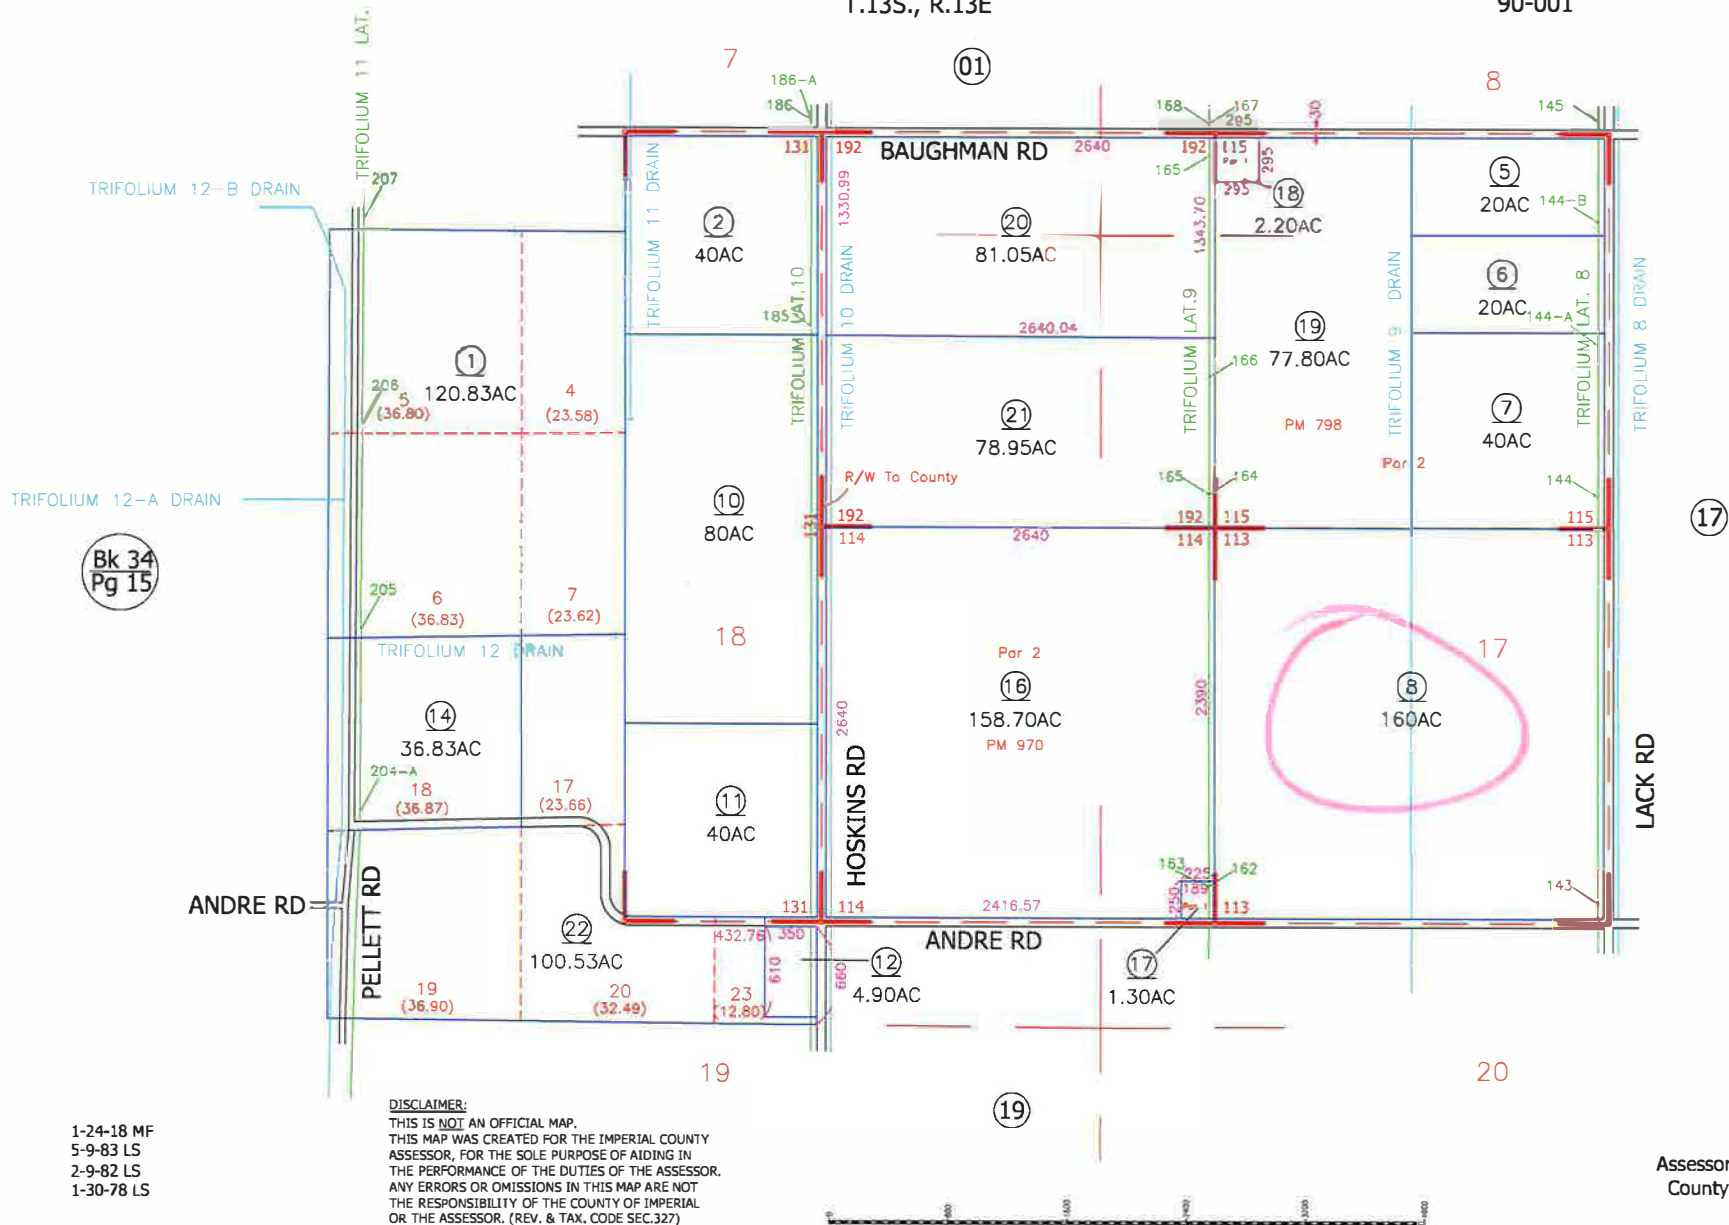 T.13S., R.13E
90-001
TRIFOLIUM 11 LAT.
7
01
8
186-A
186
168
167
295
30
145
131
192
BAUGHMAN RD
2640
192
115
Par 1
295
295
165
TRIFOLIUM 12-B DRAIN
207
TRIFOLIUM 11 DRAIN
2
40AC
1330.99
20
81.05AC
1343.70
18
2.20AC
5
20AC
144-B
6
20AC
144-A
TRIFOLIUM LAT.10
185
TRIFOLIUM 10 DRAIN
2640.04
TRIFOLIUM LAT.9
166
19
77.80AC
TRIFOLIUM 9 DRAIN
TRIFOLIUM LAT. 8
TRIFOLIUM 8 DRAIN
1
120.83AC
206
5
(36.80)
4
(23.58)
21
78.95AC
PM 798
7
40AC
Par 2
R/W To County
165
164
144
TRIFOLIUM 12-A DRAIN
10
80AC
131
192
114
2640
192
115
114
113
115
113
17
Bk 34
Pg 15
205
6
(36.83)
7
(23.62)
18
TRIFOLIUM 12 DRAIN
Par 2
16
158.70AC
PM 970
2390
17
8
160AC
14
36.83AC
2640
204-A
18
(36.87)
17
(23.66)
11
40AC
HOSKINS RD
LACK RD
163
225
189
162
250
Par 1
143
ANDRE RD
PELLETT RD
131
114
2416.57
113
22
100.53AC
432.76
350
610
660
12
4.90AC
ANDRE RD
17
1.30AC
19
(36.90)
20
(32.49)
23
(12.80)
19
20
19
1-24-18 MF
5-9-83 LS
2-9-82 LS
1-30-78 LS
DISCLAIMER:
THIS IS NOT AN OFFICIAL MAP.
THIS MAP WAS CREATED FOR THE IMPERIAL COUNTY
ASSESSOR, FOR THE SOLE PURPOSE OF AIDING IN
THE PERFORMANCE OF THE DUTIES OF THE ASSESSOR.
ANY ERRORS OR OMISSIONS IN THIS MAP ARE NOT
THE RESPONSIBILITY OF THE COUNTY OF IMPERIAL
OR THE ASSESSOR. (REV. & TAX. CODE SEC.327)
Assessor
County